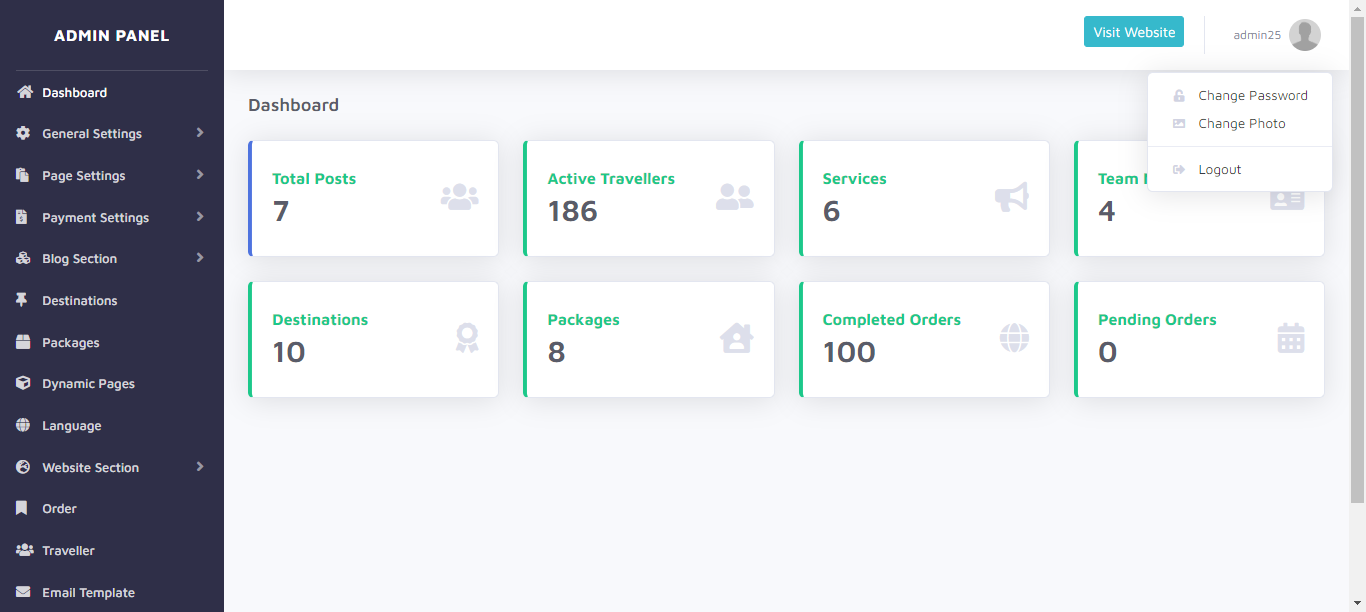 ADMIN PANEL
Dashboard
General Settings
Page Settings
Payment Settings
Blog Section
Destinations
Packages
Dynamic Pages
Language
Website Section
Order
Traveller
Email Template
Visit Website
admin25
Change Password
Change Photo
Logout
Dashboard
Total Posts
7
Active Travellers
186
Services
6
Team
4
Destinations
10
Packages
8
Completed Orders
100
Pending Orders
0